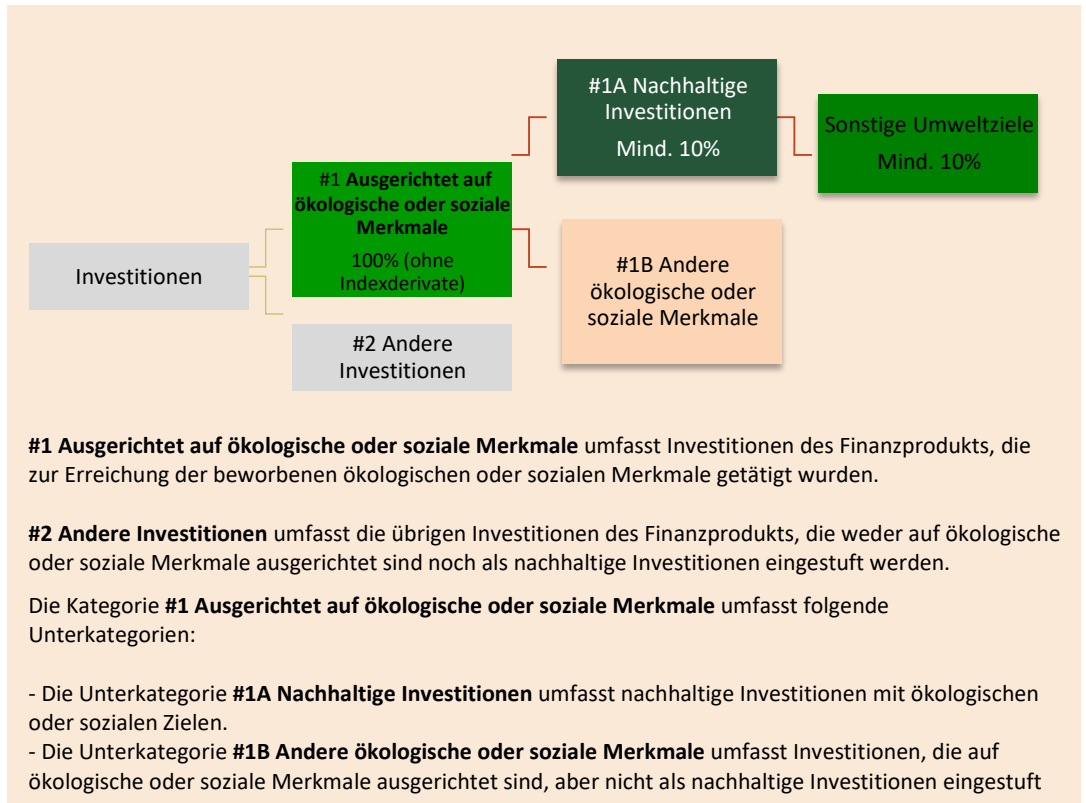 #1A Nachhaltige
Investitionen
Mind. 10%
Sonstige Umweltziele
Mind. 10%
#1 Ausgerichtet auf
ökologische oder soziale
Merkmale
100% (ohne
Indexderivate)
Investitionen
#1B Andere
ökologische oder
soziale Merkmale
#2 Andere
Investitionen
#1 Ausgerichtet auf ökologische oder soziale Merkmale umfasst Investitionen des Finanzprodukts, die
zur Erreichung der beworbenen ökologischen oder sozialen Merkmale getätigt wurden.
#2 Andere Investitionen umfasst die übrigen Investitionen des Finanzprodukts, die weder auf ökologische
oder soziale Merkmale ausgerichtet sind noch als nachhaltige Investitionen eingestuft werden.
Die Kategorie #1 Ausgerichtet auf ökologische oder soziale Merkmale umfasst folgende
Unterkategorien:
- Die Unterkategorie #1A Nachhaltige Investitionen umfasst nachhaltige Investitionen mit ökologischen
oder sozialen Zielen.
- Die Unterkategorie #1B Andere ökologische oder soziale Merkmale umfasst Investitionen, die auf
ökologische oder soziale Merkmale ausgerichtet sind, aber nicht als nachhaltige Investitionen eingestuft